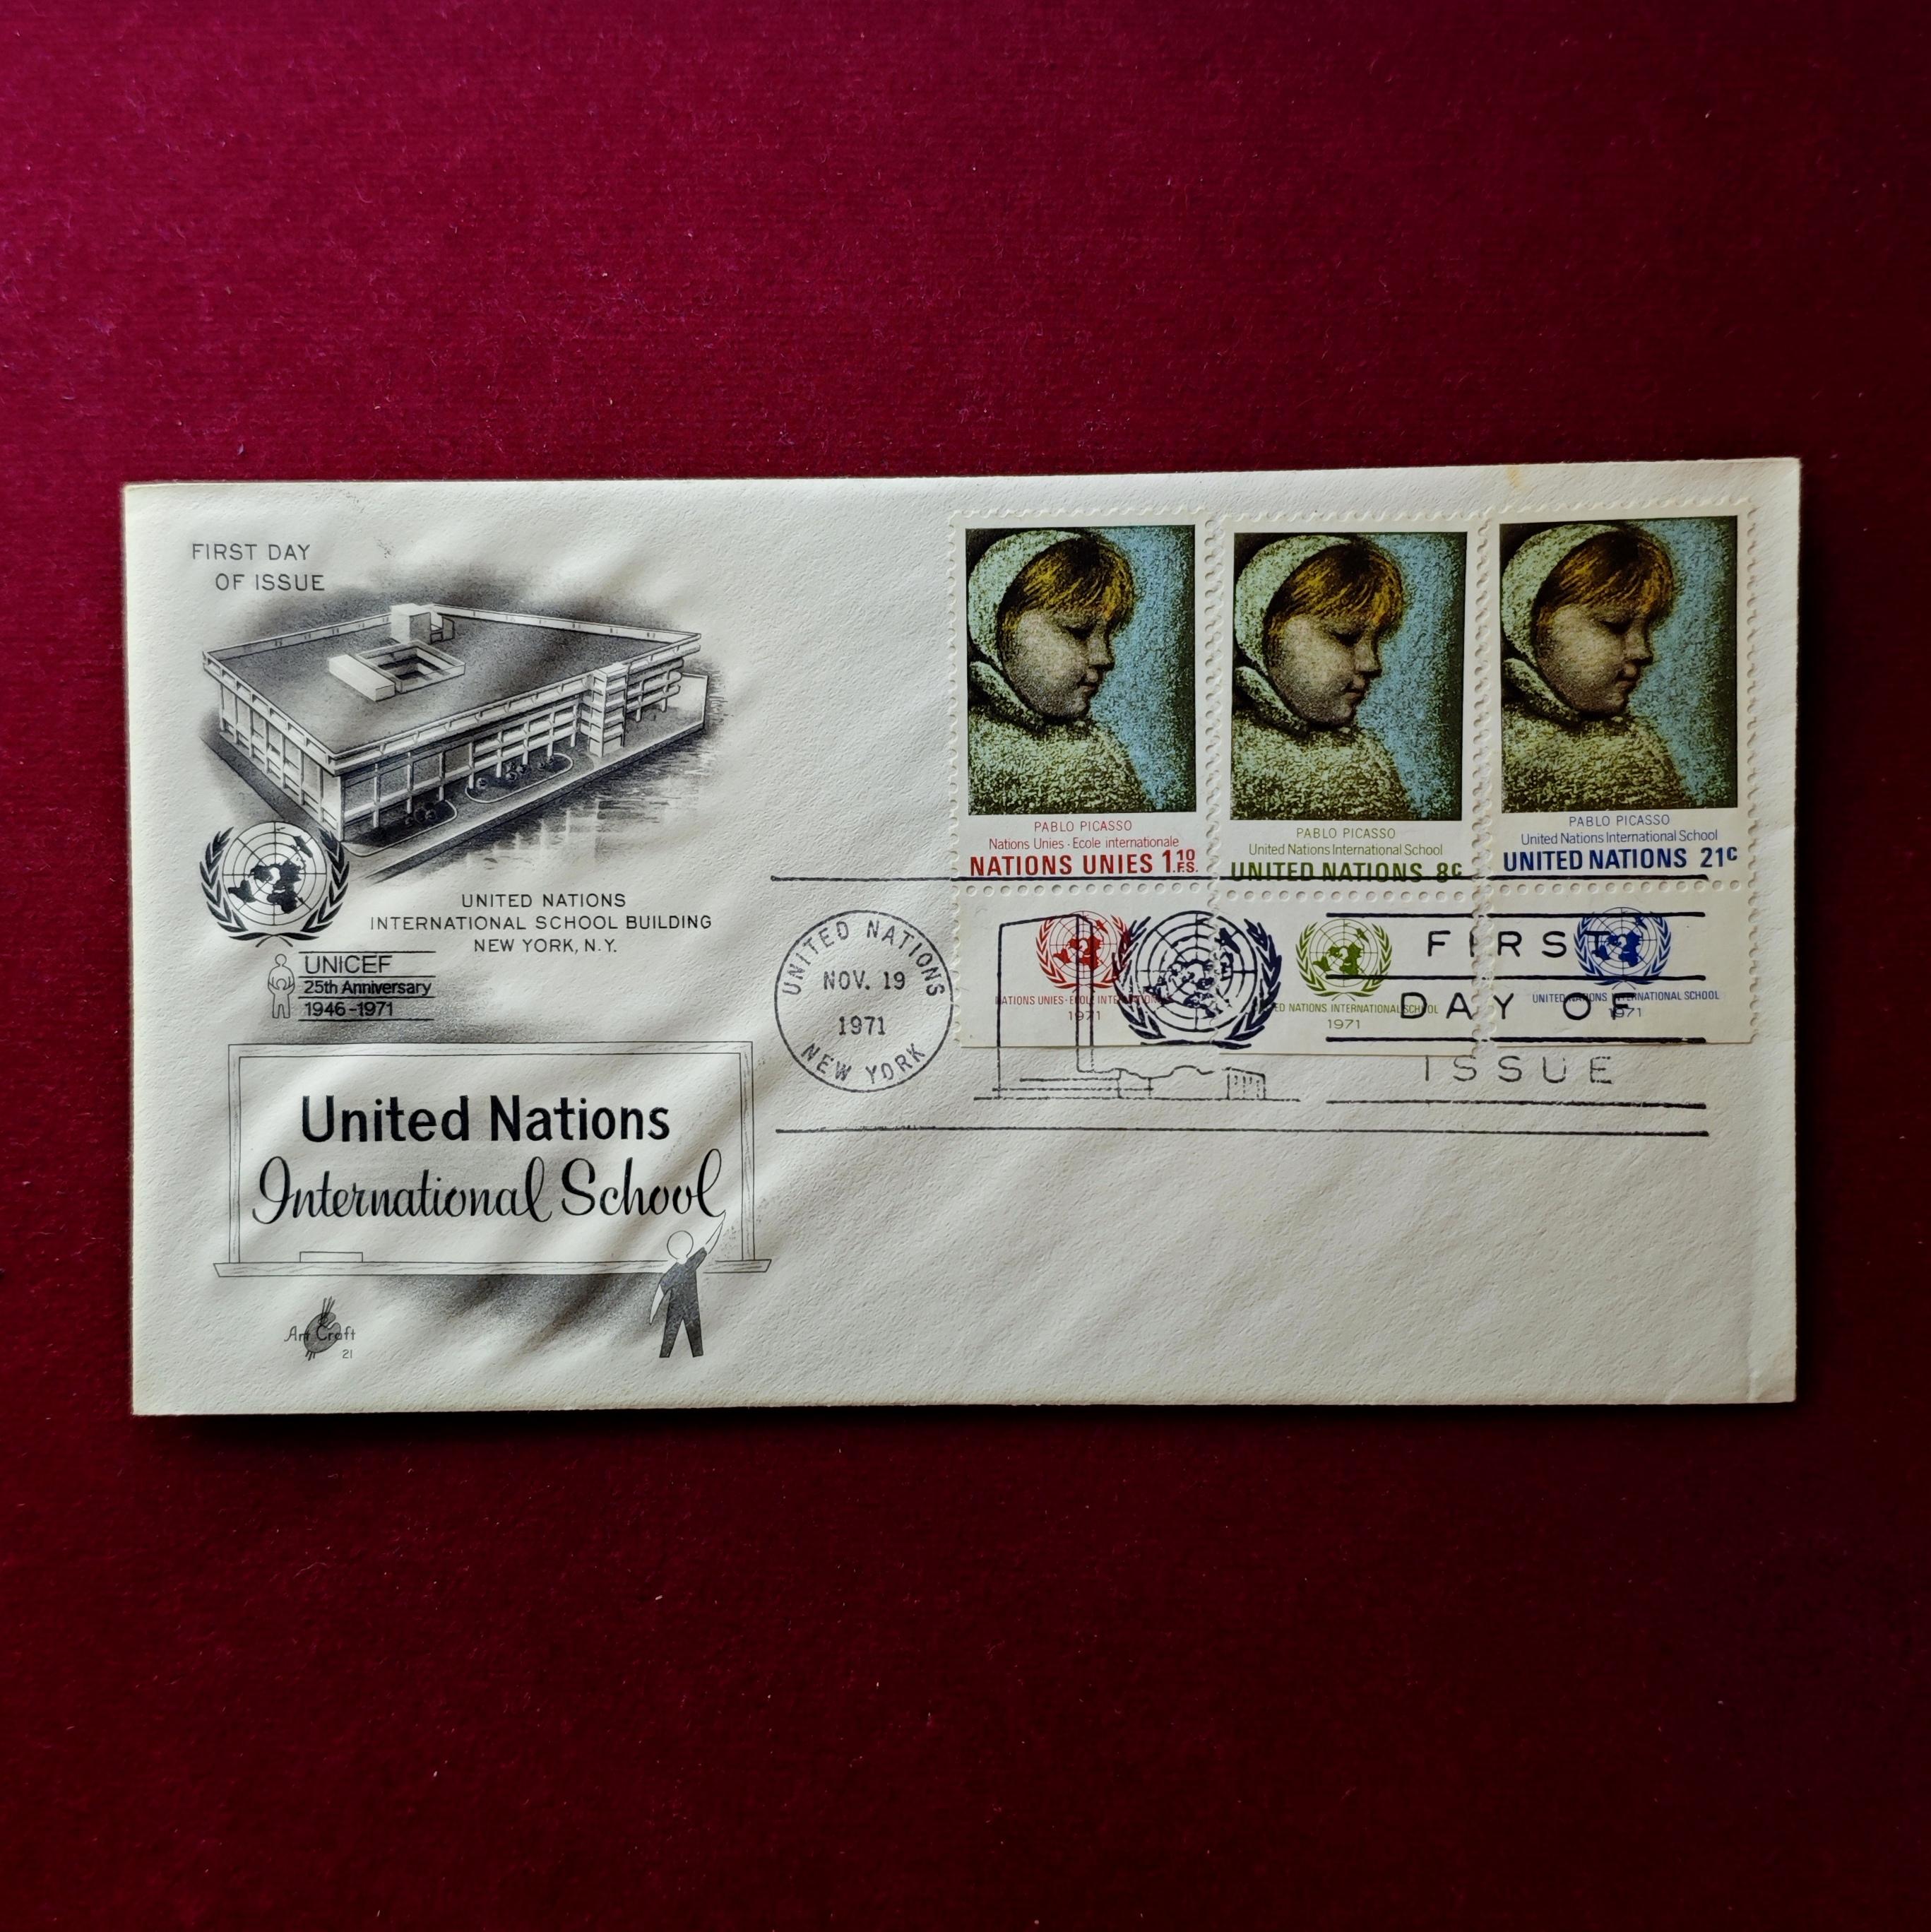 FIRST DAY
OF ISSUE
UNITED NATIONS
INTERNATIONAL SCHOOL BUILDING
NEW YORK, N.Y.
UNICEF
25th Anniversary
1946-1971
United Nations
International School
Art Craft
21
PABLO PICASSO
Nations Unies - Ecole internationale
NATIONS UNIES 1.10 F.S.
PABLO PICASSO
United Nations International School
UNITED NATIONS 8c
PABLO PICASSO
United Nations International School
UNITED NATIONS 21c
UNITED NATIONS
NOV. 19
1971
NEW YORK
NATIONS UNIES-ECOLE
1971
NATIONS INTERNATIONAL SCHOOL
1971
UNITED NATIONS INTERNATIONAL SCHOOL
1971
FIRST
DAY OF
ISSUE